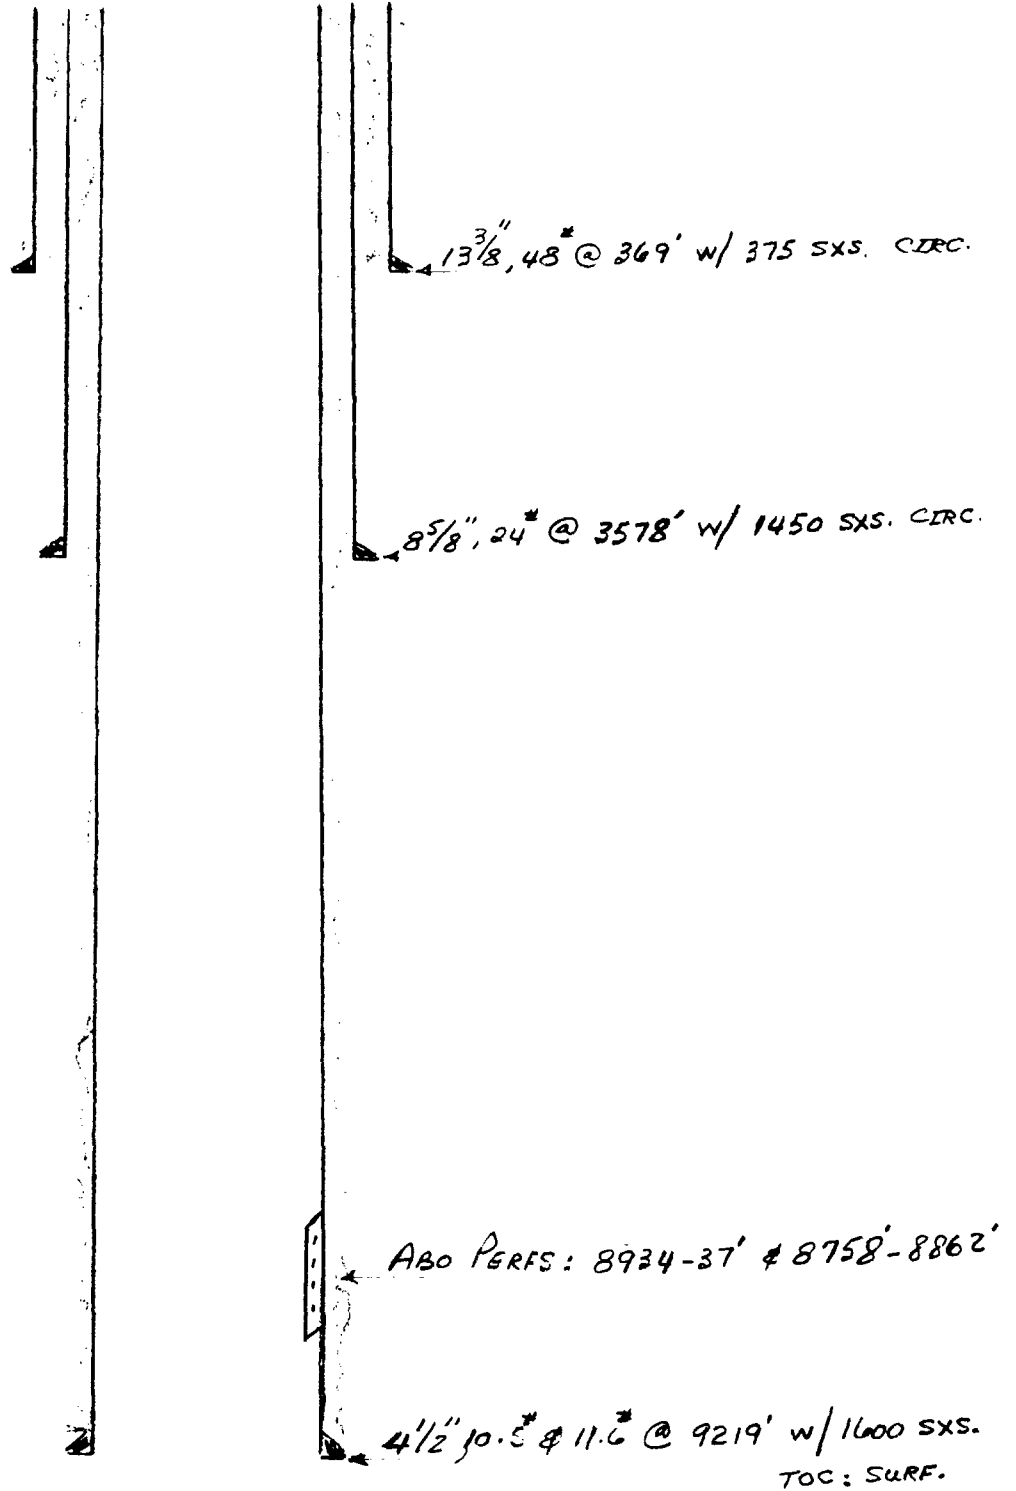 13 3/8", 48# @ 369' w/ 375 SXS. CIRC.
8 5/8", 24# @ 3578' w/ 1450 SXS. CIRC.
ABO PERFS: 8934-37' & 8758'-8862'
4 1/2" 10.5# & 11.6# @ 9219' w/ 1600 SXS.
TOC: SURF.